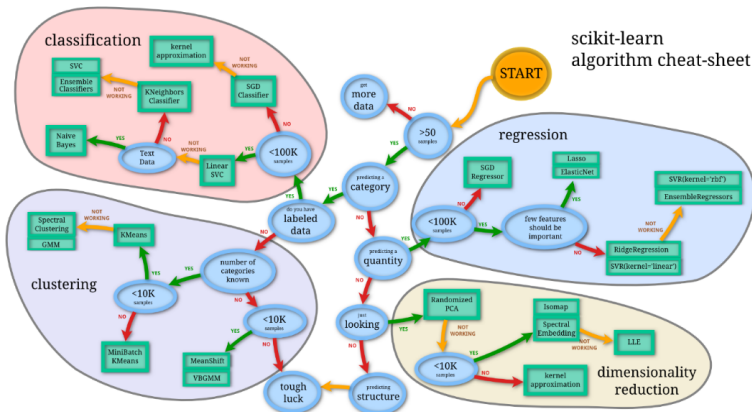 classification
scikit-learn
algorithm cheat-sheet
START
get
more
data
NO
>50
samples
YES
predicting a
category
YES
NO
do you have
labeled
data
YES
NO
predicting a
quantity
YES
NO
just
looking
YES
NO
predicting
structure
tough
luck
kernel
approximation
NOT
WORKING
SVC
Ensemble
Classifiers
NOT
WORKING
KNeighbors
Classifier
SGD
Classifier
NO
NO
Naive
Bayes
YES
Text
Data
NOT
WORKING
Linear
SVC
YES
<100K
samples
regression
SGD
Regressor
Lasso
ElasticNet
SVR(kernel='rbf')
EnsembleRegressors
NO
YES
NOT
WORKING
<100K
samples
YES
few features
should be
important
NO
RidgeRegression
SVR(kernel='linear')
clustering
Spectral
Clustering
GMM
NOT
WORKING
KMeans
YES
number of
categories
known
YES
NO
<10K
samples
NO
<10K
samples
YES
NO
MiniBatch
KMeans
MeanShift
VBGMM
Randomized
PCA
NOT
WORKING
Isomap
Spectral
Embedding
NOT
WORKING
LLE
<10K
samples
YES
NO
kernel
approximation
dimensionality
reduction